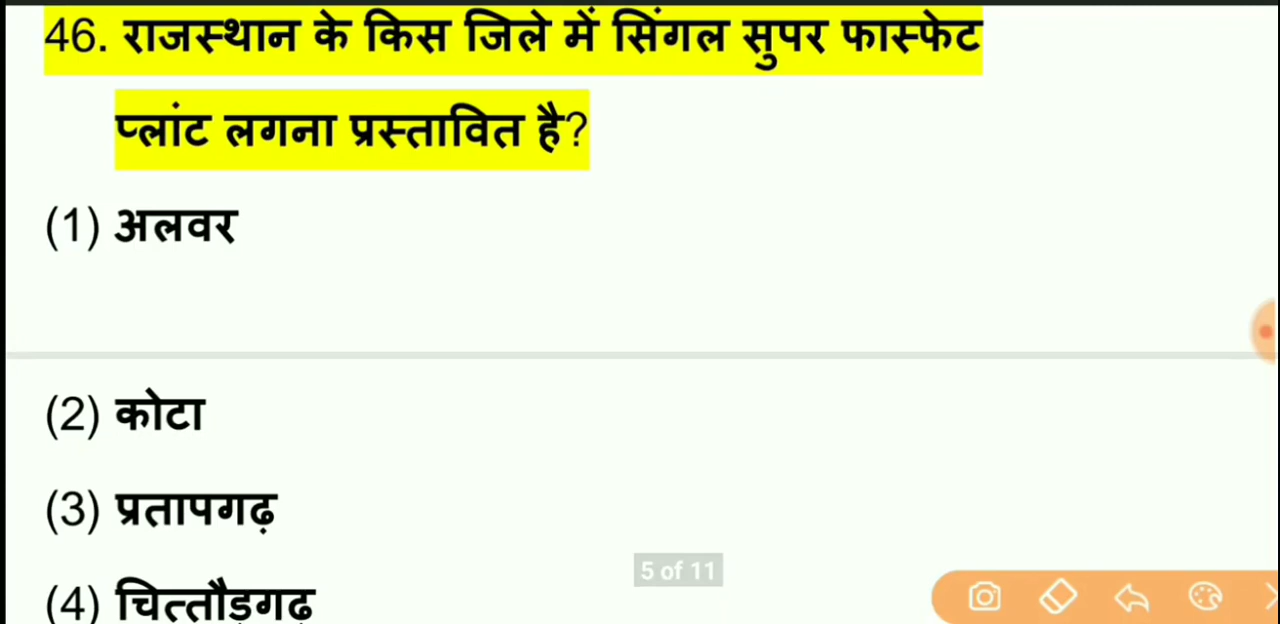 46. राजस्थान के किस जिले में सिंगल सुपर फास्फेट
प्लांट लगना प्रस्तावित है?
(1) अलवर
(2) कोटा
(3) प्रतापगढ़
(4) चित्तौड़गढ़
5 of 11